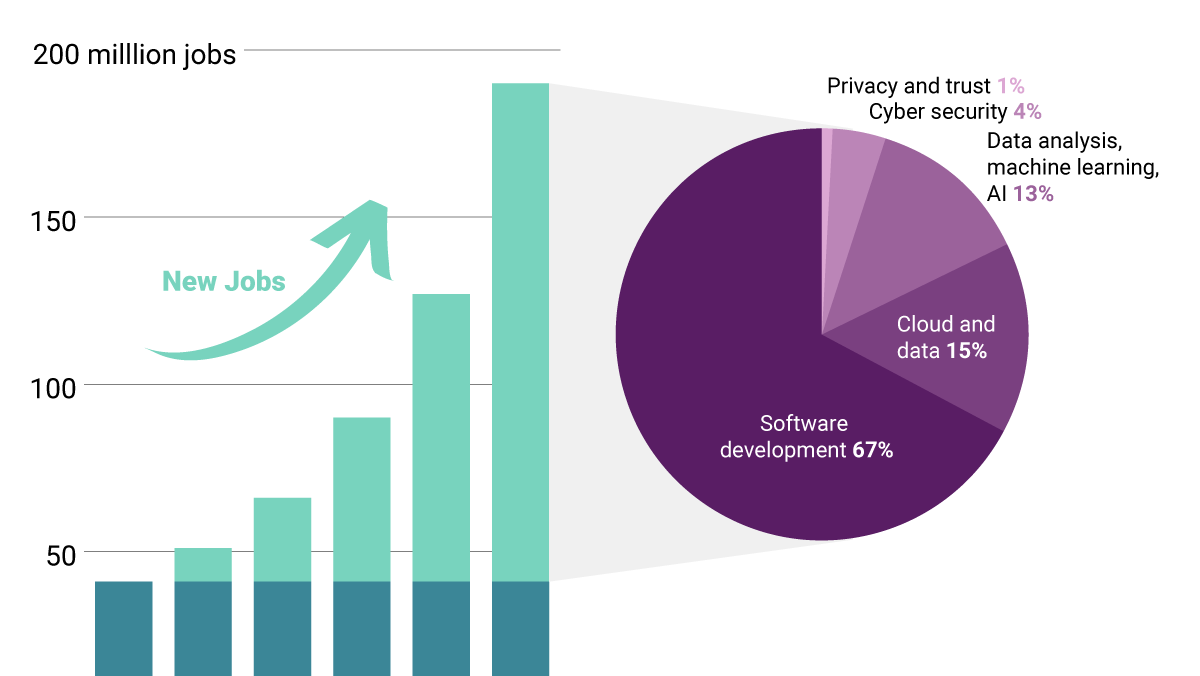 200 milllion jobs
150
100
50
New Jobs
Privacy and trust 1%
Cyber security 4%
Data analysis,
machine learning,
AI 13%
Cloud and
data 15%
Software
development 67%